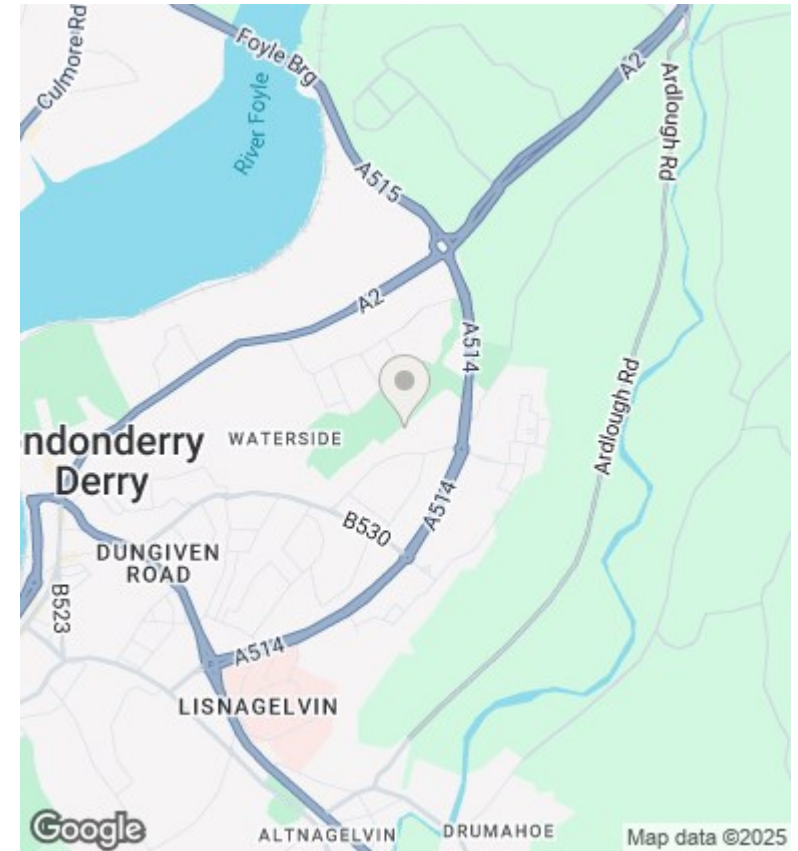 Culmore Rd
Foyle Brg
River Foyle
A2
Ardlough Rd
A515
A2
A514
ndonderry
Derry
WATERSIDE
Ardlough Rd
A514
B530
DUNGIVEN
ROAD
B523
A514
LISNAGELVIN
Google
ALTNAGELVIN
DRUMAHOE
Map data ©2025